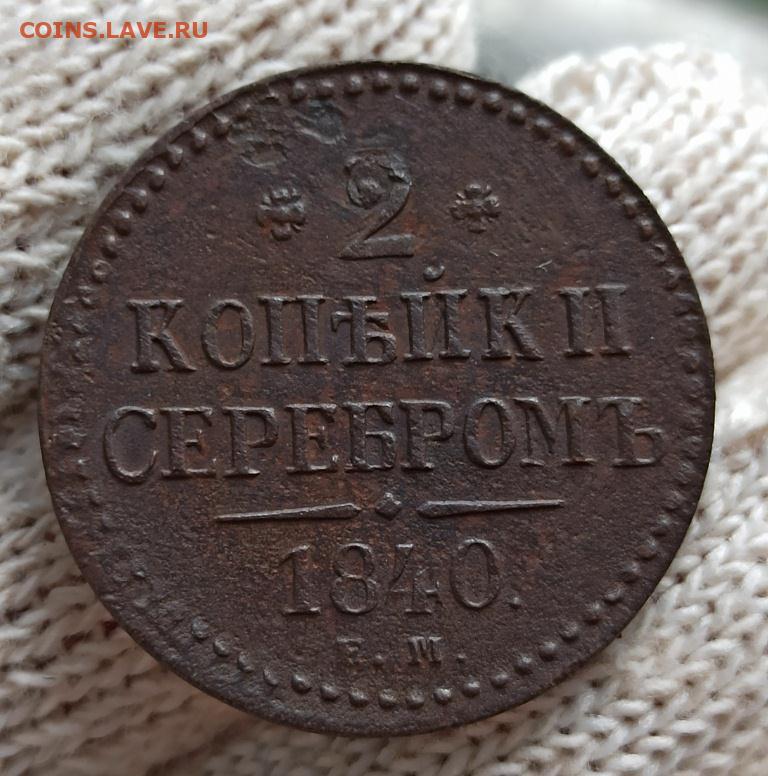 COINS.LAVE.RU
* 2 *
КОПѢЙКИ
СЕРЕБРОМЪ
1840.
Е. М.